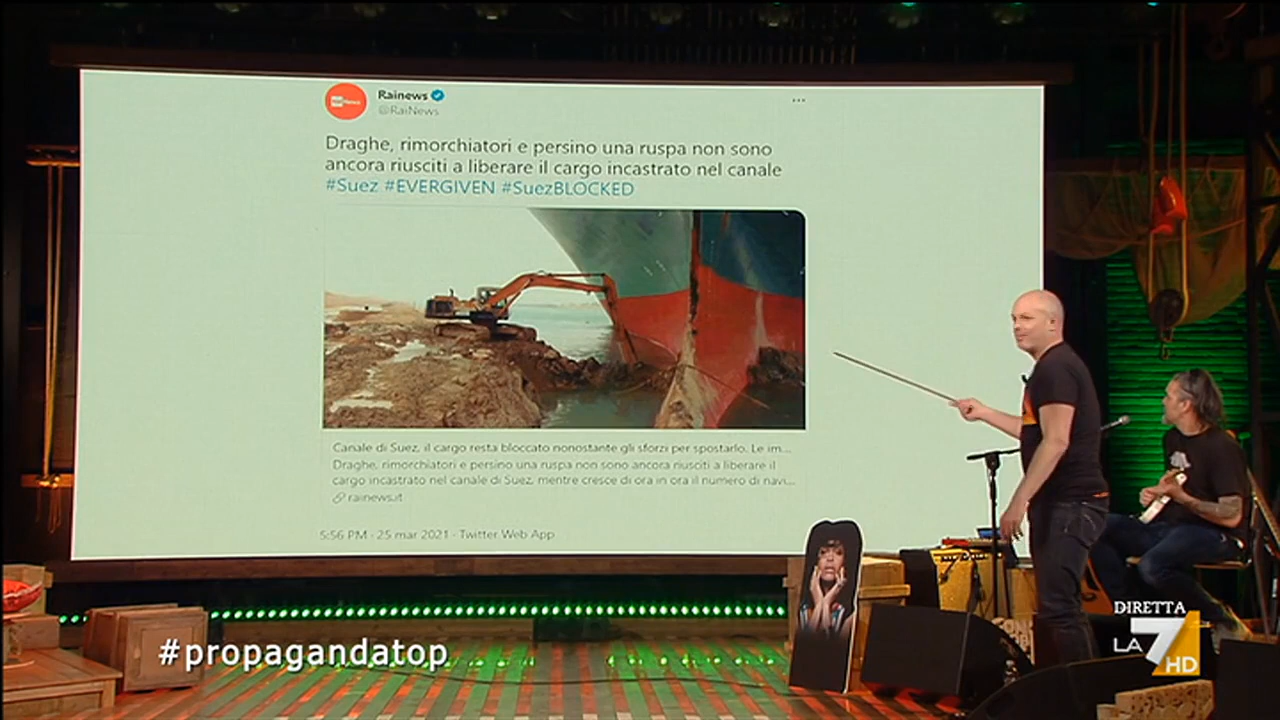 Rainews
@RaiNews
Draghe, rimorchiatori e persino una ruspa non sono
ancora riusciti a liberare il cargo incastrato nel canale
#Suez #EVERGIVEN #SuezBLOCKED
Canale di Suez, il cargo resta bloccato nonostante gli sforzi per spostarlo. Le im...
Draghe, rimorchiatori e persino una ruspa non sono ancora riusciti a liberare il
cargo incastrato nel canale di Suez, mentre cresce di ora in ora il numero di navi...
rainews.it
5:56 PM · 25 mar 2021 · Twitter Web App
#propagandatop
DIRETTA
LA7
HD